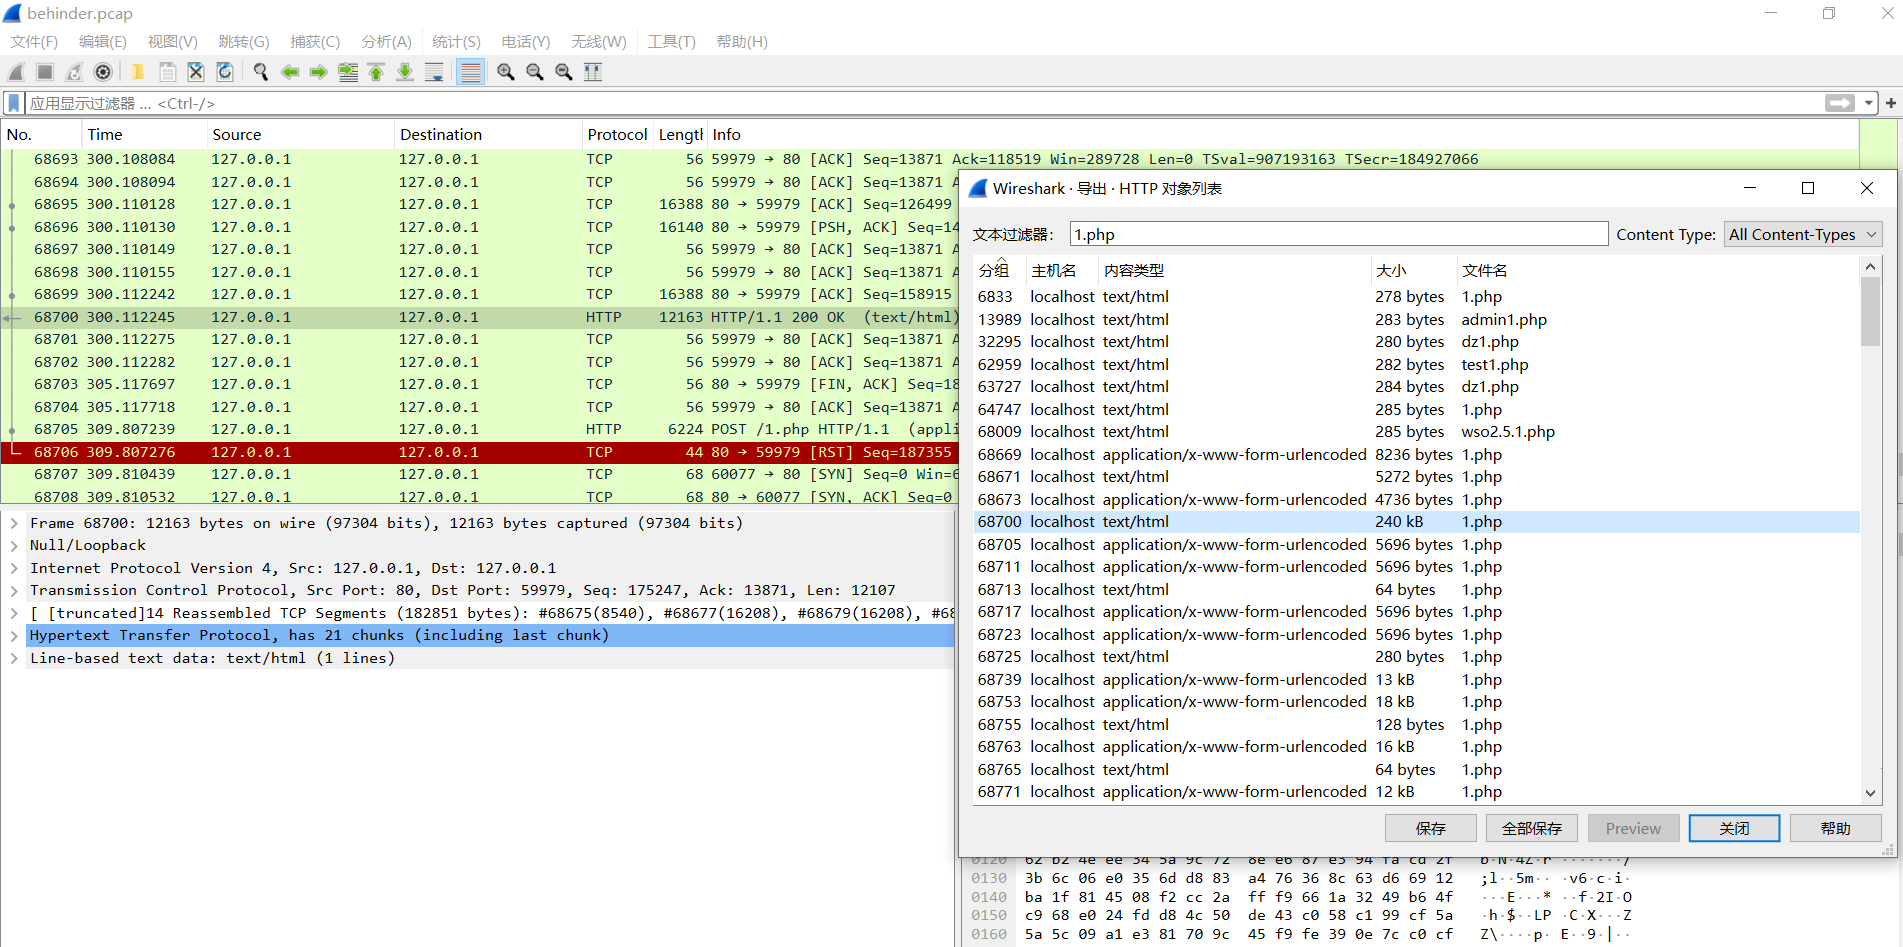 behinder.pcap
文件(F) 编辑(E) 视图(V) 跳转(G) 捕获(C) 分析(A) 统计(S) 电话(Y) 无线(W) 工具(T) 帮助(H)
应用显示过滤器 … <Ctrl-/>
No. Time Source Destination Protocol Length Info
68693 300.108084 127.0.0.1 127.0.0.1 TCP 56 59979 → 80 [ACK] Seq=13871 Ack=118519 Win=289728 Len=0 TSval=907193163 TSecr=184927066
68694 300.108094 127.0.0.1 127.0.0.1 TCP 56 59979 → 80 [ACK] Seq=13871 A
68695 300.110128 127.0.0.1 127.0.0.1 TCP 16388 80 → 59979 [ACK] Seq=126499
68696 300.110130 127.0.0.1 127.0.0.1 TCP 16140 80 → 59979 [PSH, ACK] Seq=14
68697 300.110149 127.0.0.1 127.0.0.1 TCP 56 59979 → 80 [ACK] Seq=13871 A
68698 300.110155 127.0.0.1 127.0.0.1 TCP 56 59979 → 80 [ACK] Seq=13871 A
68699 300.112242 127.0.0.1 127.0.0.1 TCP 16388 80 → 59979 [ACK] Seq=158915
68700 300.112245 127.0.0.1 127.0.0.1 HTTP 12163 HTTP/1.1 200 OK (text/html)
68701 300.112275 127.0.0.1 127.0.0.1 TCP 56 59979 → 80 [ACK] Seq=13871 A
68702 300.112282 127.0.0.1 127.0.0.1 TCP 56 59979 → 80 [ACK] Seq=13871 A
68703 305.117697 127.0.0.1 127.0.0.1 TCP 56 80 → 59979 [FIN, ACK] Seq=18
68704 305.117718 127.0.0.1 127.0.0.1 TCP 56 59979 → 80 [ACK] Seq=13871 A
68705 309.807239 127.0.0.1 127.0.0.1 HTTP 6224 POST /1.php HTTP/1.1 (appli
68706 309.807276 127.0.0.1 127.0.0.1 TCP 44 80 → 59979 [RST] Seq=187355
68707 309.810439 127.0.0.1 127.0.0.1 TCP 68 60077 → 80 [SYN] Seq=0 Win=6
68708 309.810532 127.0.0.1 127.0.0.1 TCP 68 80 → 60077 [SYN, ACK] Seq=0
Frame 68700: 12163 bytes on wire (97304 bits), 12163 bytes captured (97304 bits)
Null/Loopback
Internet Protocol Version 4, Src: 127.0.0.1, Dst: 127.0.0.1
Transmission Control Protocol, Src Port: 80, Dst Port: 59979, Seq: 175247, Ack: 13871, Len: 12107
[ [truncated]14 Reassembled TCP Segments (182851 bytes): #68675(8540), #68677(16208), #68679(16208), #68
Hypertext Transfer Protocol, has 21 chunks (including last chunk)
Line-based text data: text/html (1 lines)
Wireshark · 导出 · HTTP 对象列表
文本过滤器： 1.php Content Type: All Content-Types
分组 主机名 内容类型 大小 文件名
6833 localhost text/html 278 bytes 1.php
13989 localhost text/html 283 bytes admin1.php
32295 localhost text/html 280 bytes dz1.php
62959 localhost text/html 282 bytes test1.php
63727 localhost text/html 284 bytes dz1.php
64747 localhost text/html 285 bytes 1.php
68009 localhost text/html 285 bytes wso2.5.1.php
68669 localhost application/x-www-form-urlencoded 8236 bytes 1.php
68671 localhost text/html 5272 bytes 1.php
68673 localhost application/x-www-form-urlencoded 4736 bytes 1.php
68700 localhost text/html 240 kB 1.php
68705 localhost application/x-www-form-urlencoded 5696 bytes 1.php
68711 localhost application/x-www-form-urlencoded 5696 bytes 1.php
68713 localhost text/html 64 bytes 1.php
68717 localhost application/x-www-form-urlencoded 5696 bytes 1.php
68723 localhost application/x-www-form-urlencoded 5696 bytes 1.php
68725 localhost text/html 280 bytes 1.php
68739 localhost application/x-www-form-urlencoded 13 kB 1.php
68753 localhost application/x-www-form-urlencoded 18 kB 1.php
68755 localhost text/html 128 bytes 1.php
68763 localhost application/x-www-form-urlencoded 16 kB 1.php
68765 localhost text/html 64 bytes 1.php
68771 localhost application/x-www-form-urlencoded 12 kB 1.php
保存 全部保存 Preview 关闭 帮助
0120 62 b2 4e ee 34 5a 9c 72 8e e6 87 e3 94 fa cd 2f b·N·4Z·r ·······/
0130 3b 6c 06 e0 35 6d d8 83 a4 76 36 8c 63 d6 69 12 ;l··5m·· ·v6·c·i·
0140 ba 1f 81 45 08 f2 cc 2a ff f9 66 1a 32 49 b6 4f ···E···* ··f·2I·O
0150 c9 68 e0 24 fd d8 4c 50 de 43 c0 58 c1 99 cf 5a ·h·$··LP ·C·X···Z
0160 5a 5c 09 a1 e3 81 70 9c 45 f9 fe 39 0e 7c c0 cf Z\····p· E··9·|··